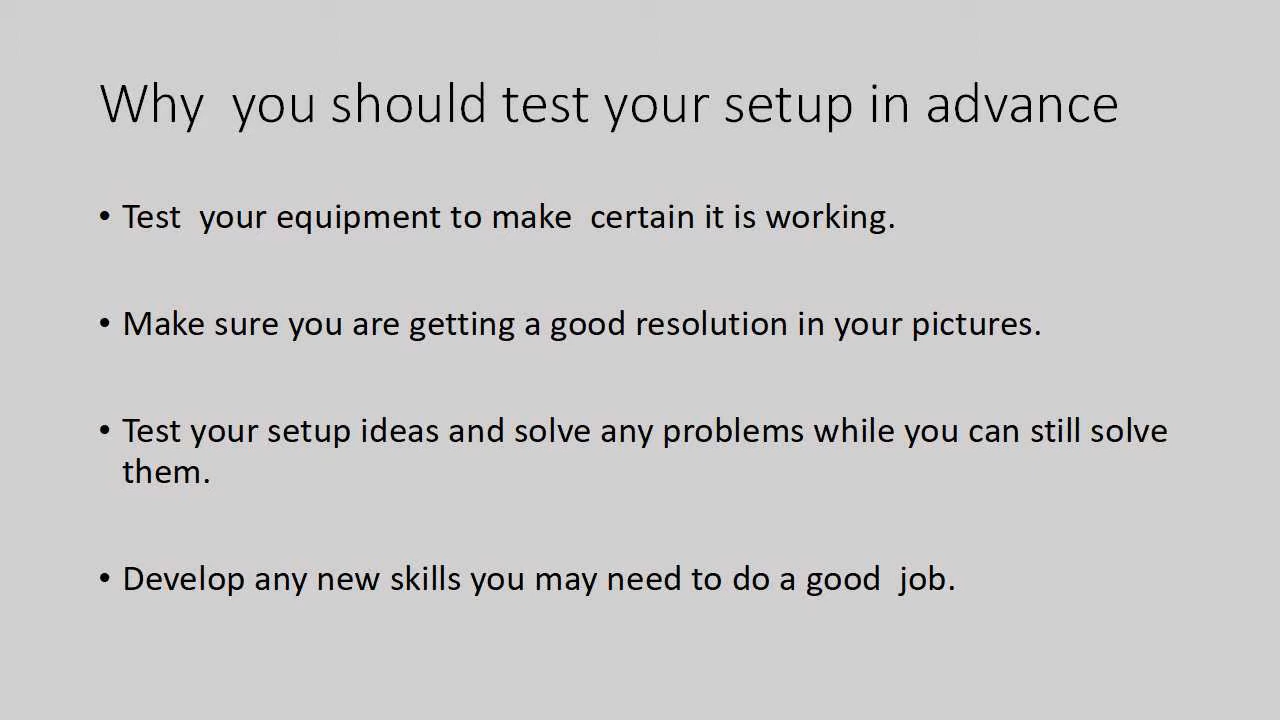 Why  you should test your setup in advance
• Test  your equipment to make  certain it is working.
• Make sure you are getting a good resolution in your pictures.
• Test your setup ideas and solve any problems while you can still solve
them.
• Develop any new skills you may need to do a good  job.